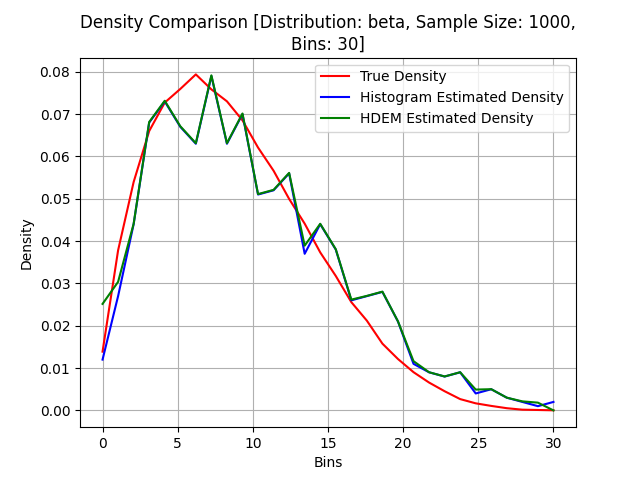 Density Comparison [Distribution: beta, Sample Size: 1000,
Bins: 30]
True Density
Histogram Estimated Density
HDEM Estimated Density
Density
0.08
0.07
0.06
0.05
0.04
0.03
0.02
0.01
0.00
0 5 10 15 20 25 30
Bins